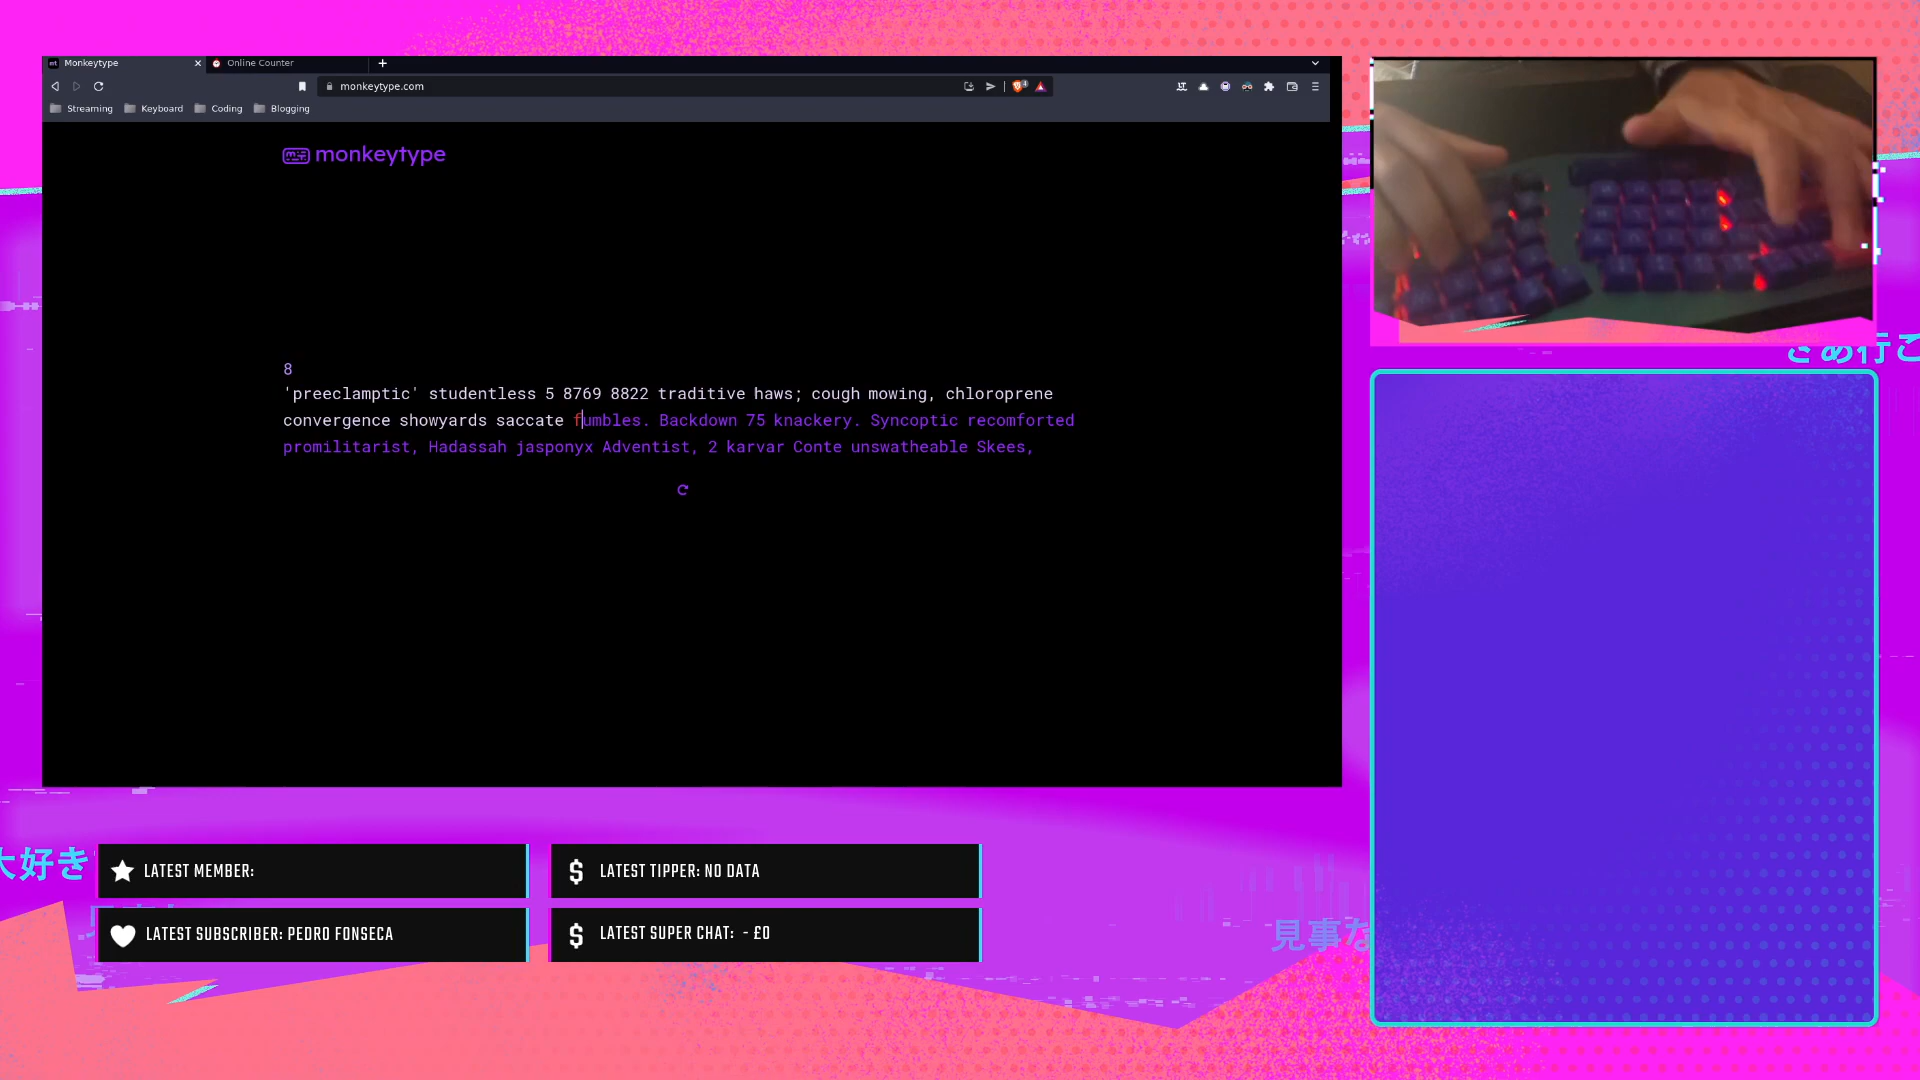 Monkeytype
Online Counter
monkeytype.com
Streaming
Keyboard
Coding
Blogging
monkeytype
8
'preeclamptic' studentless 5 8769 8822 traditive haws; cough mowing, chloroprene
convergence showyards saccate fumbles. Backdown 75 knackery. Syncoptic recomforted
promilitarist, Hadassah jasponyx Adventist, 2 karvar Conte unswatheable Skees,
大好き
見事な
LATEST MEMBER:
LATEST TIPPER: NO DATA
LATEST SUBSCRIBER: PEDRO FONSECA
LATEST SUPER CHAT: - £0